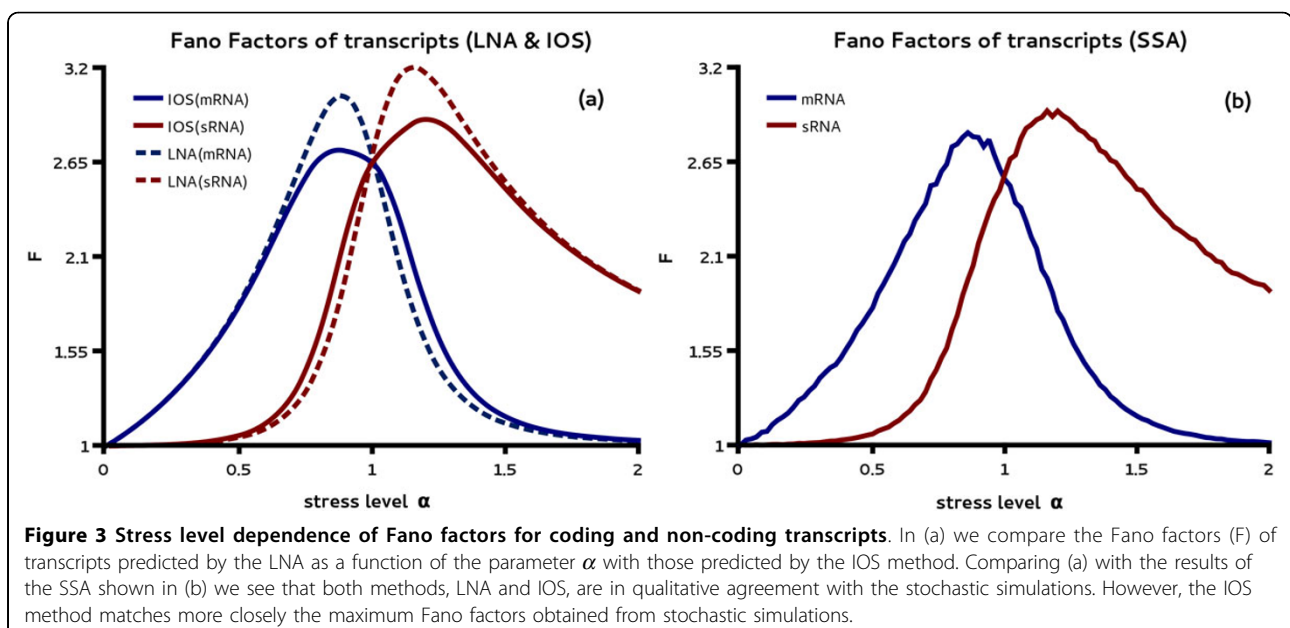 Fano Factors of transcripts (LNA & IOS)
3.2
2.65
2.1
1.55
1
F
IOS(mRNA)
IOS(sRNA)
LNA(mRNA)
LNA(sRNA)
(a)
0 0.5 1 1.5 2
stress level α
Fano Factors of transcripts (SSA)
3.2
2.65
2.1
1.55
1
F
mRNA
sRNA
(b)
0 0.5 1 1.5 2
stress level α
Figure 3 Stress level dependence of Fano factors for coding and non-coding transcripts. In (a) we compare the Fano factors (F) of
transcripts predicted by the LNA as a function of the parameter α with those predicted by the IOS method. Comparing (a) with the results of
the SSA shown in (b) we see that both methods, LNA and IOS, are in qualitative agreement with the stochastic simulations. However, the IOS
method matches more closely the maximum Fano factors obtained from stochastic simulations.